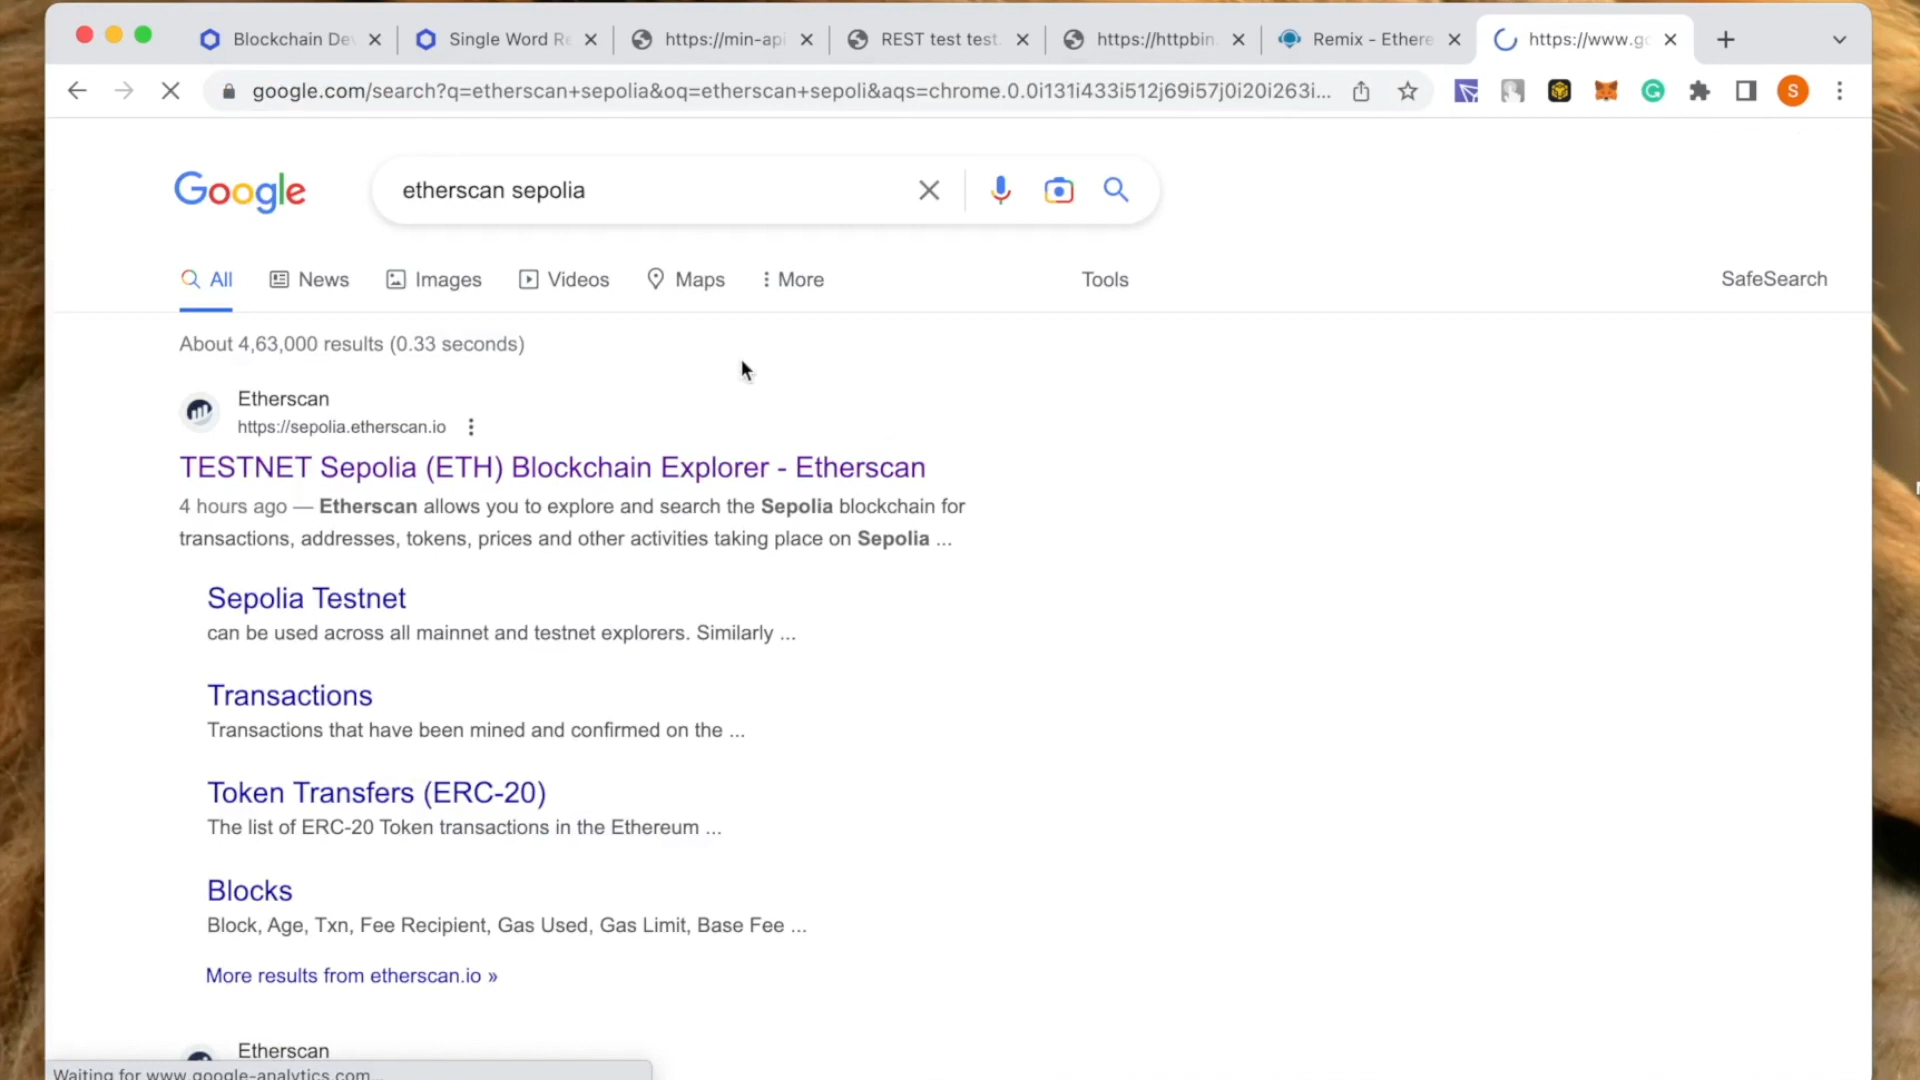 Blockchain De
Single Word Re
https://min-api
REST test test
https://httpbin.
Remix - Ethere
https://www.go
google.com/search?q=etherscan+sepolia&oq=etherscan+sepoli&aqs=chrome.0.0i131i433i512j69i57j0i20i263i...
S
Google
etherscan sepolia
All
News
Images
Videos
Maps
More
Tools
SafeSearch
About 4,63,000 results (0.33 seconds)
Etherscan
https://sepolia.etherscan.io
TESTNET Sepolia (ETH) Blockchain Explorer - Etherscan
4 hours ago — Etherscan allows you to explore and search the Sepolia blockchain for
transactions, addresses, tokens, prices and other activities taking place on Sepolia ...
Sepolia Testnet
can be used across all mainnet and testnet explorers. Similarly ...
Transactions
Transactions that have been mined and confirmed on the ...
Token Transfers (ERC-20)
The list of ERC-20 Token transactions in the Ethereum ...
Blocks
Block, Age, Txn, Fee Recipient, Gas Used, Gas Limit, Base Fee ...
More results from etherscan.io »
Etherscan
Waiting for www.google-analytics.com...